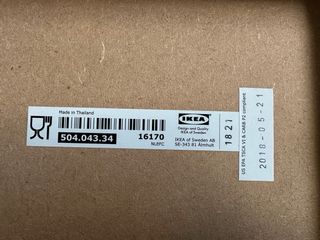 Made in Thailand
504.043.34
16170
NLEFC
IKEA
Design and Quality
IKEA of Sweden
IKEA of Sweden AB
SE-343 81 Älmhult
1821
US EPA TSCA VI & CARB P2 compliant
2018-05-21